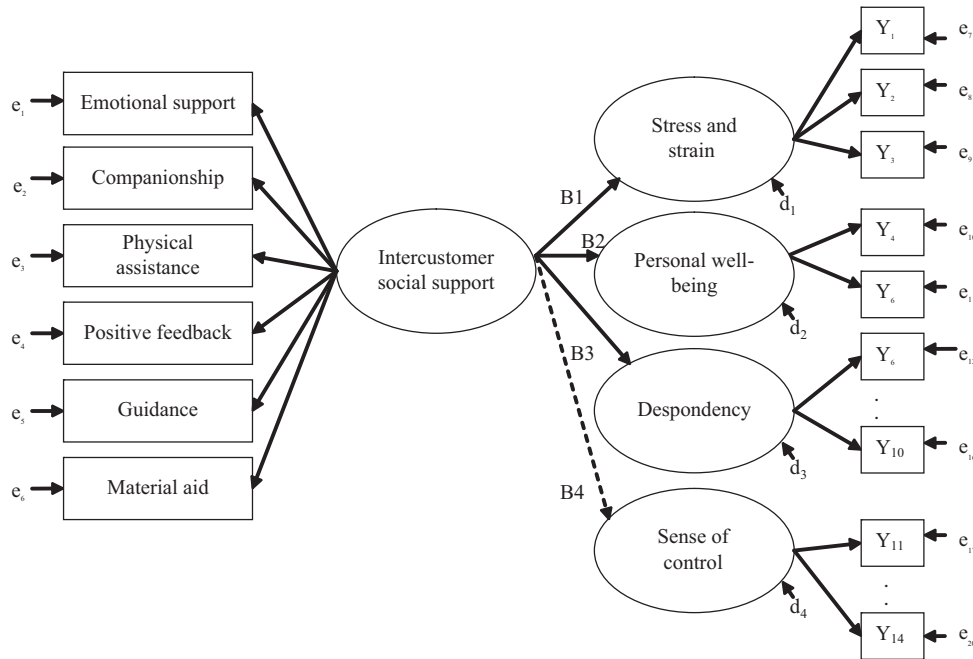 e₁
Emotional support
e₂
Companionship
e₃
Physical
assistance
e₄
Positive feedback
e₅
Guidance
e₆
Material aid
Intercustomer
social support
B1
B2
B3
B4
Stress and
strain
d₁
Personal well-
being
d₂
Despondency
d₃
Sense of
control
d₄
Y₁
e₇
Y₂
e₈
Y₃
e₉
Y₄
Y₆
Y₆
Y₁₀
Y₁₁
Y₁₄